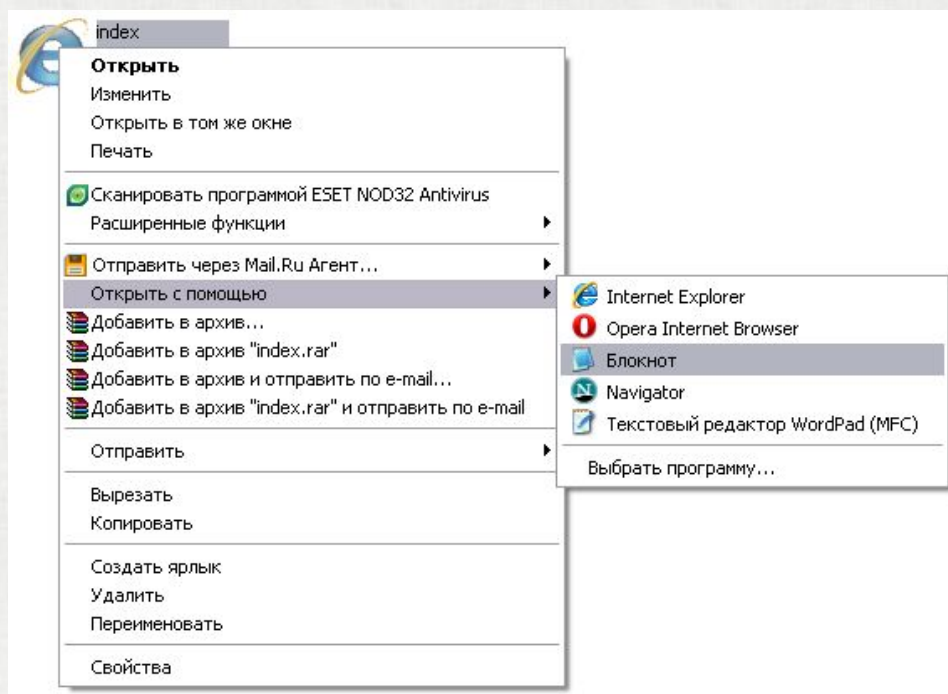 index
Открыть
Изменить
Открыть в том же окне
Печать
Сканировать программой ESET NOD32 Antivirus
Расширенные функции
Отправить через Mail.Ru Агент...
Открыть с помощью
Добавить в архив...
Добавить в архив "index.rar"
Добавить в архив и отправить по e-mail...
Добавить в архив "index.rar" и отправить по e-mail
Отправить
Вырезать
Копировать
Создать ярлык
Удалить
Переименовать
Свойства
Internet Explorer
Opera Internet Browser
Блокнот
Navigator
Текстовый редактор WordPad (MFC)
Выбрать программу...